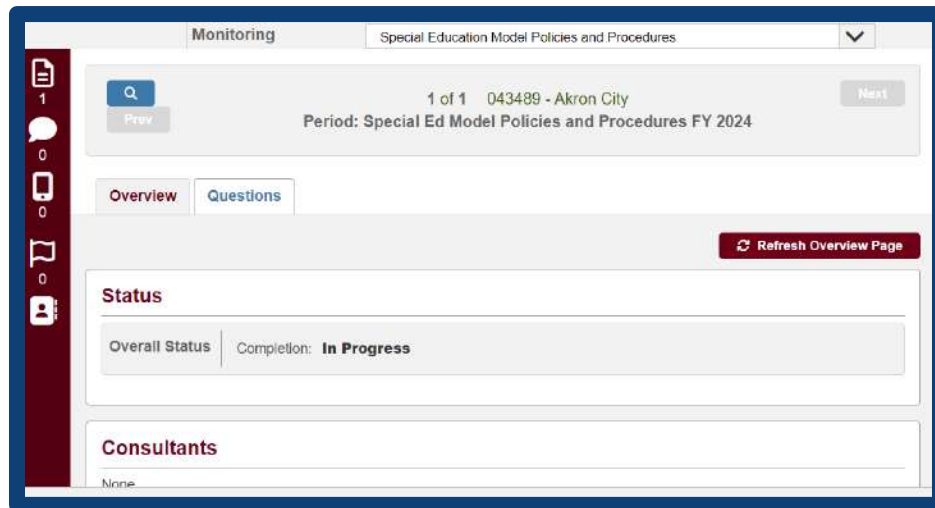 Monitoring
Special Education Model Policies and Procedures
1
0
0
0
1 of 1 043489 - Akron City
Next
Prev
Period: Special Ed Model Policies and Procedures FY 2024
Overview Questions
Refresh Overview Page
Status
Overall Status Completion: In Progress
Consultants
None